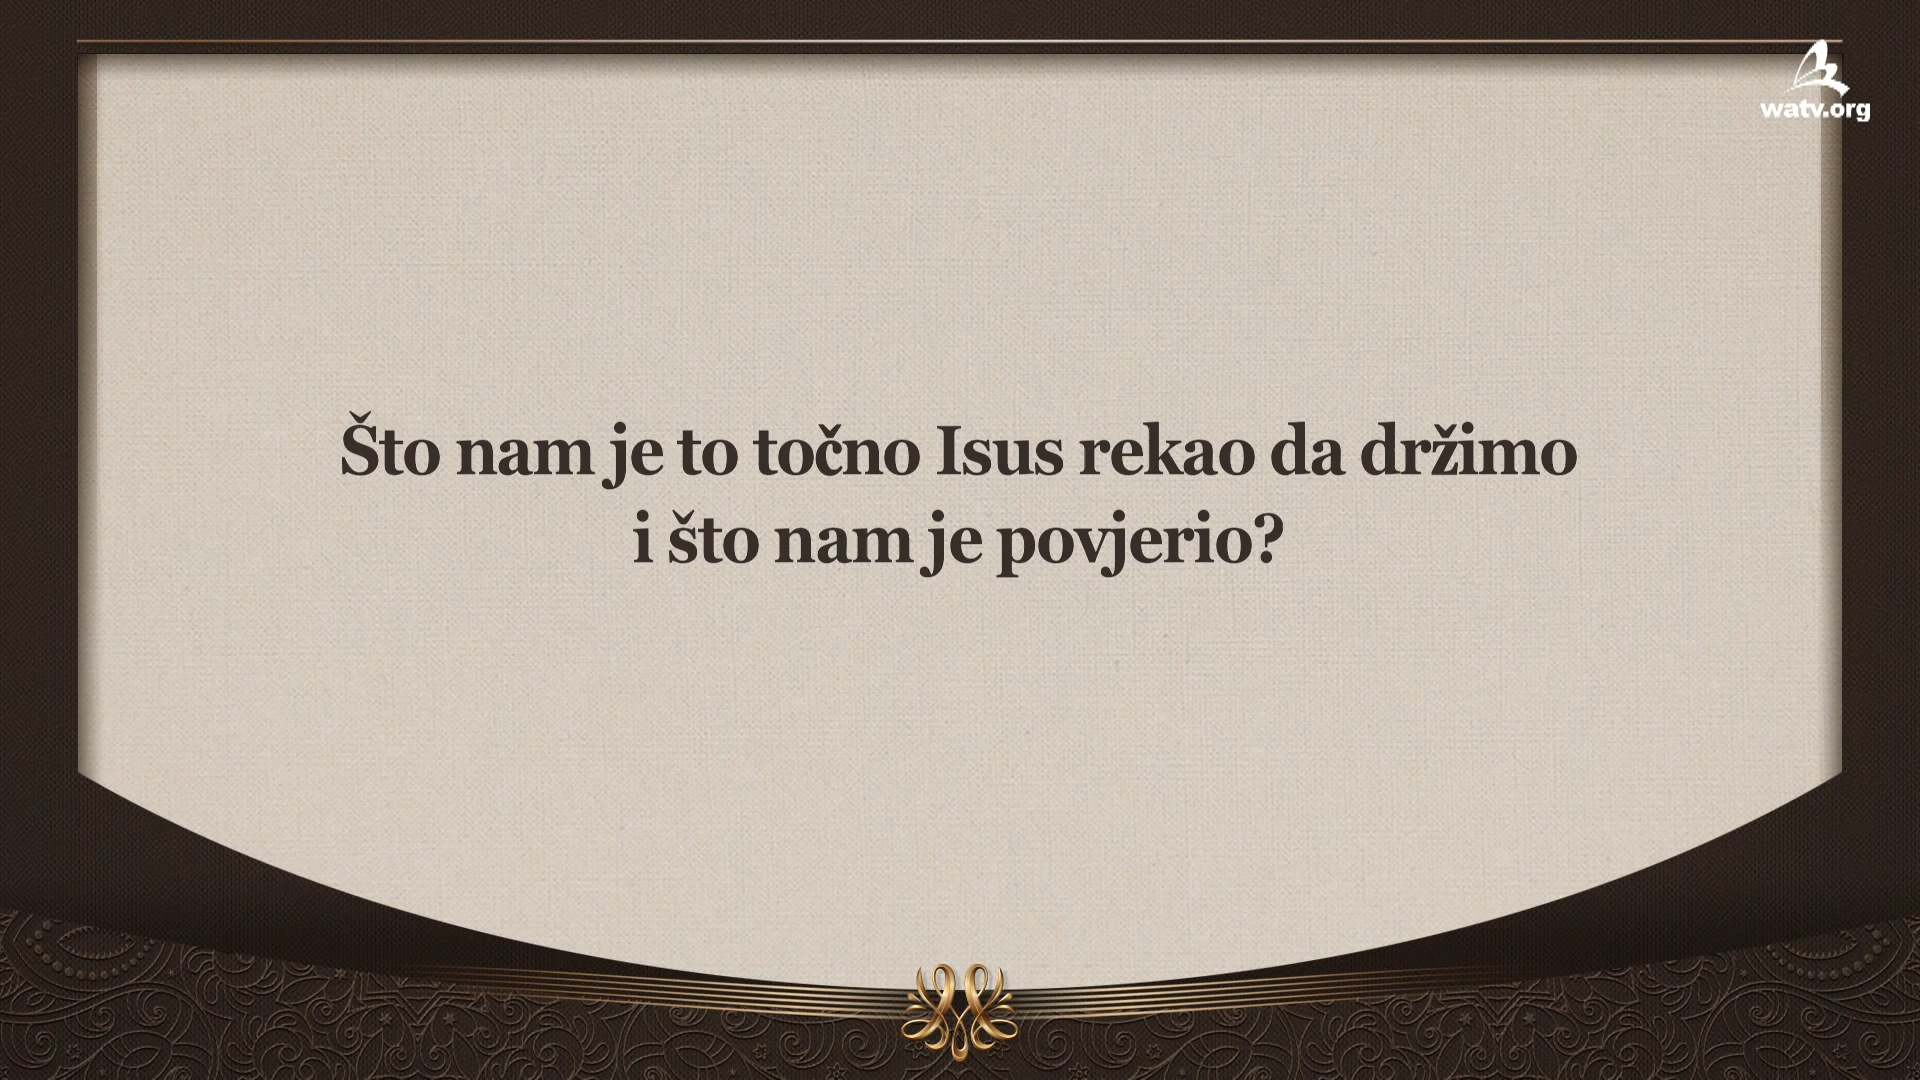 watv.org
Što nam je to točno Isus rekao da držimo
i što nam je povjerio?